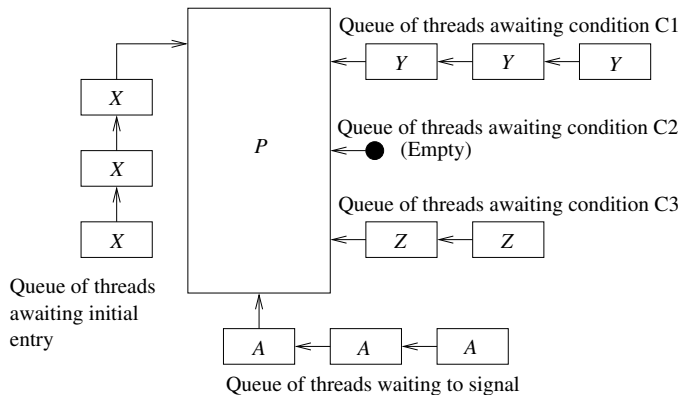 Queue of threads awaiting condition C1
Y Y Y
X
Queue of threads awaiting condition C2
P
(Empty)
X
Queue of threads awaiting condition C3
X
Z Z
Queue of threads
awaiting initial
entry
A A A
Queue of threads waiting to signal